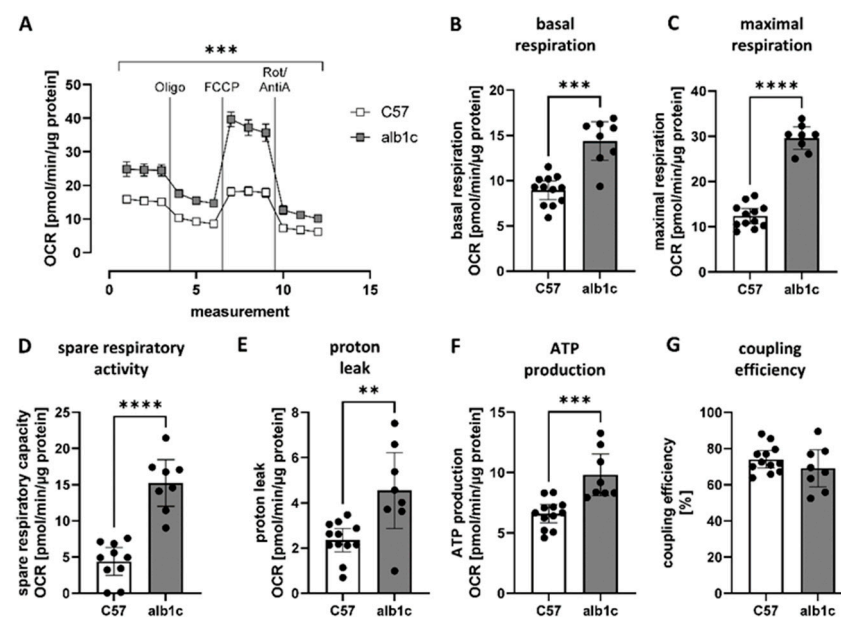 A
***
Oligo
FCCP
Rot/
AntiA
C57
alb1c
OCR [pmol/min/µg protein]
50
40
30
20
10
0
0
5
10
15
measurement
B
basal
respiration
***
basal respiration
OCR [pmol/min/µg protein]
20
15
10
5
0
C57
alb1c
C
maximal
respiration
****
maximal respiration
OCR [pmol/min/µg protein]
40
30
20
10
0
C57
alb1c
D
spare respiratory
activity
****
spare respiratory capacity
OCR [pmol/min/µg protein]
25
20
15
10
5
0
C57
alb1c
E
proton
leak
**
proton leak
OCR [pmol/min/µg protein]
8
6
4
2
0
C57
alb1c
F
ATP
production
***
ATP production
OCR [pmol/min/µg protein]
15
10
5
0
C57
alb1c
G
coupling
efficiency
coupling efficiency
[%]
100
80
60
40
20
0
C57
alb1c